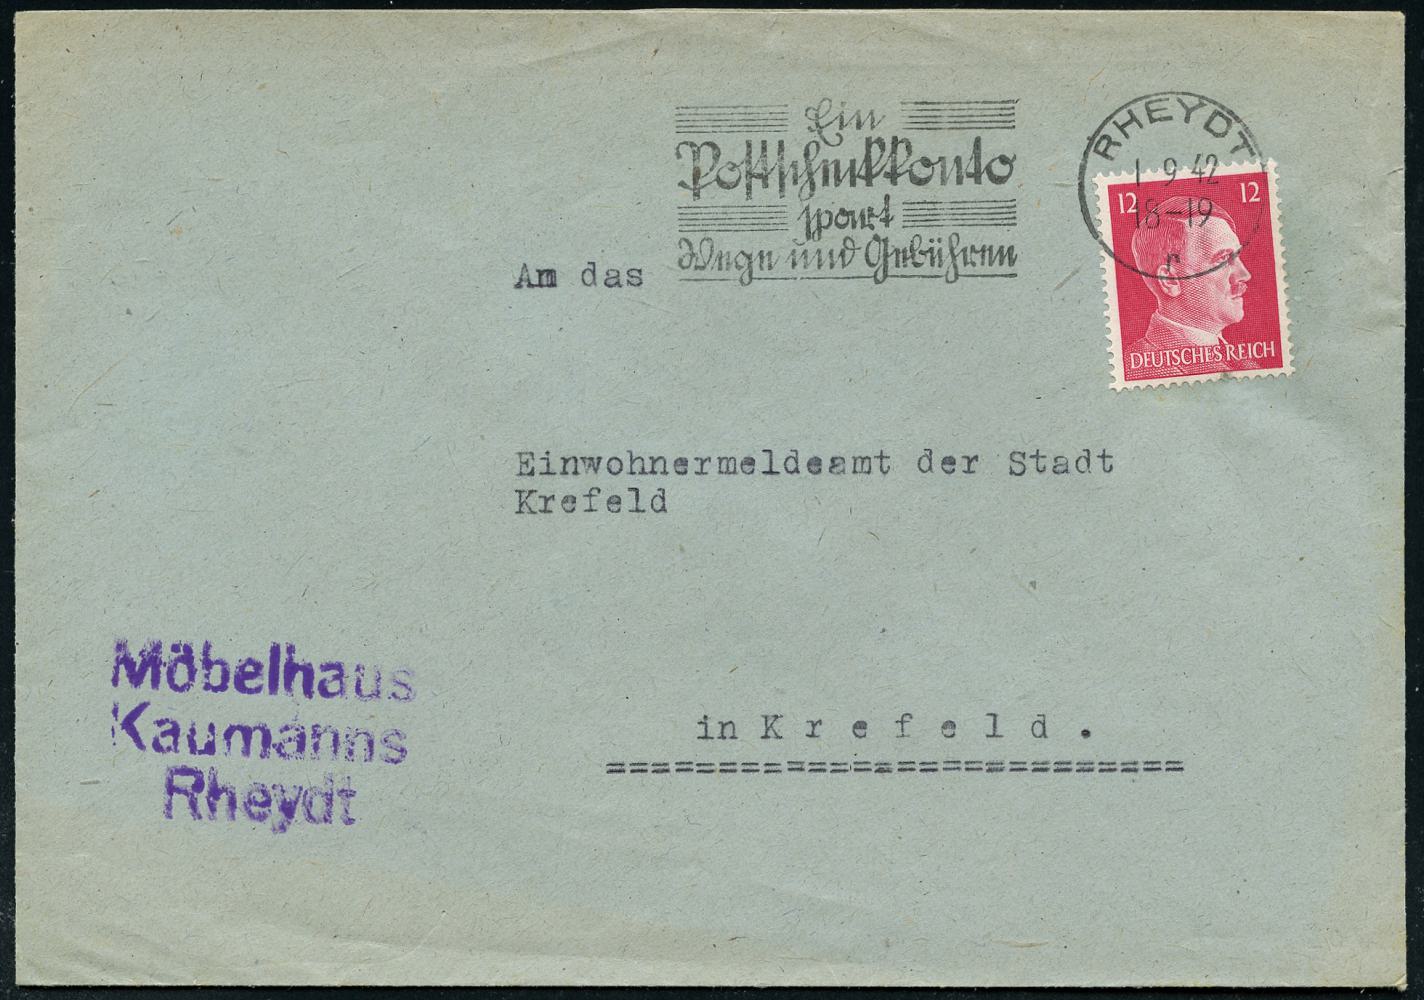 Ein
Postscheckkonto
spart
Wege und Gebühren
RHEYDT
1 9 42
18-19
r
12 12
DEUTSCHES REICH
Am das
Einwohnermeldeamt der Stadt
Krefeld
in K r e f e l d .
==============================
Möbelhaus
Kaumanns
Rheydt